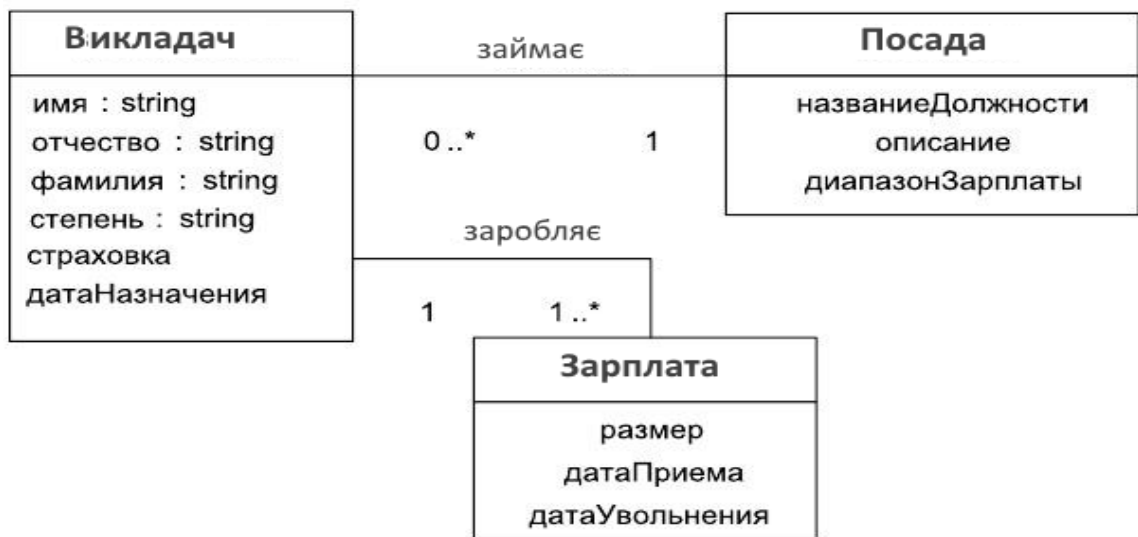 Викладач
имя : string
отчество : string
фамилия : string
степень : string
страховка
датаНазначения
займає
0 ..* 1
Посада
названиеДолжности
описание
диапазонЗарплаты
заробляє
1 1 ..*
Зарплата
размер
датаПриема
датаУвольнения